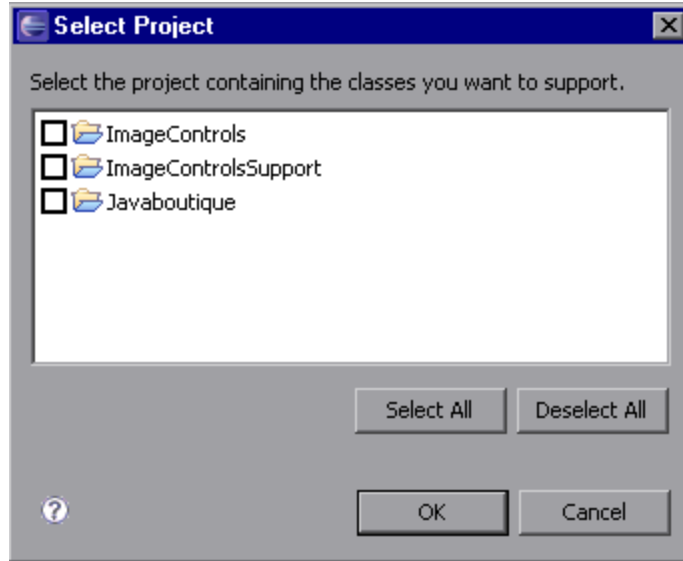 Select Project
Select the project containing the classes you want to support.
ImageControls
ImageControlsSupport
Javaboutique
Select All Deselect All
? OK Cancel